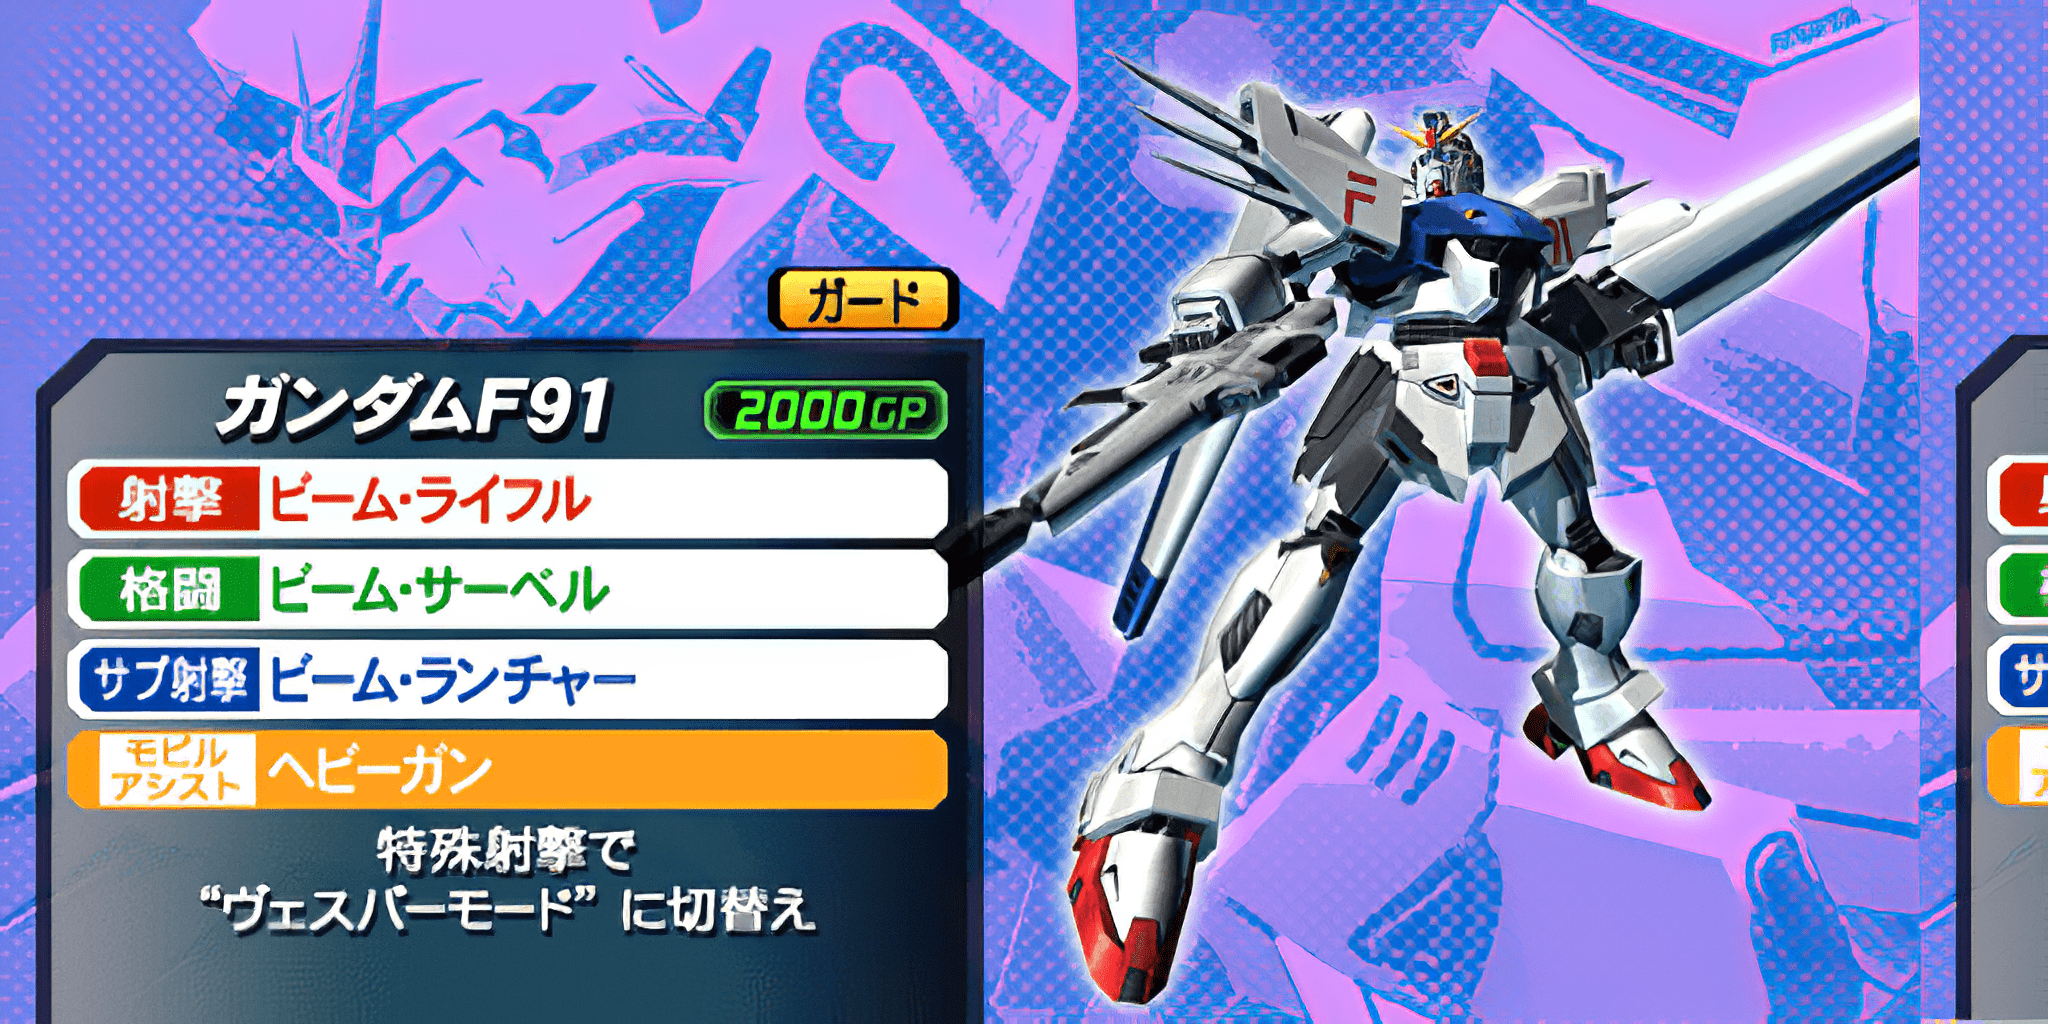 ガード
ガンダムF91
2000GP
射撃 ビーム・ライフル
格闘 ビーム・サーベル
サブ射撃 ビーム・ランチャー
モビル
アシスト
ヘビーガン
特殊射撃で
“ヴェスバーモード” に切替え
F
91
サ